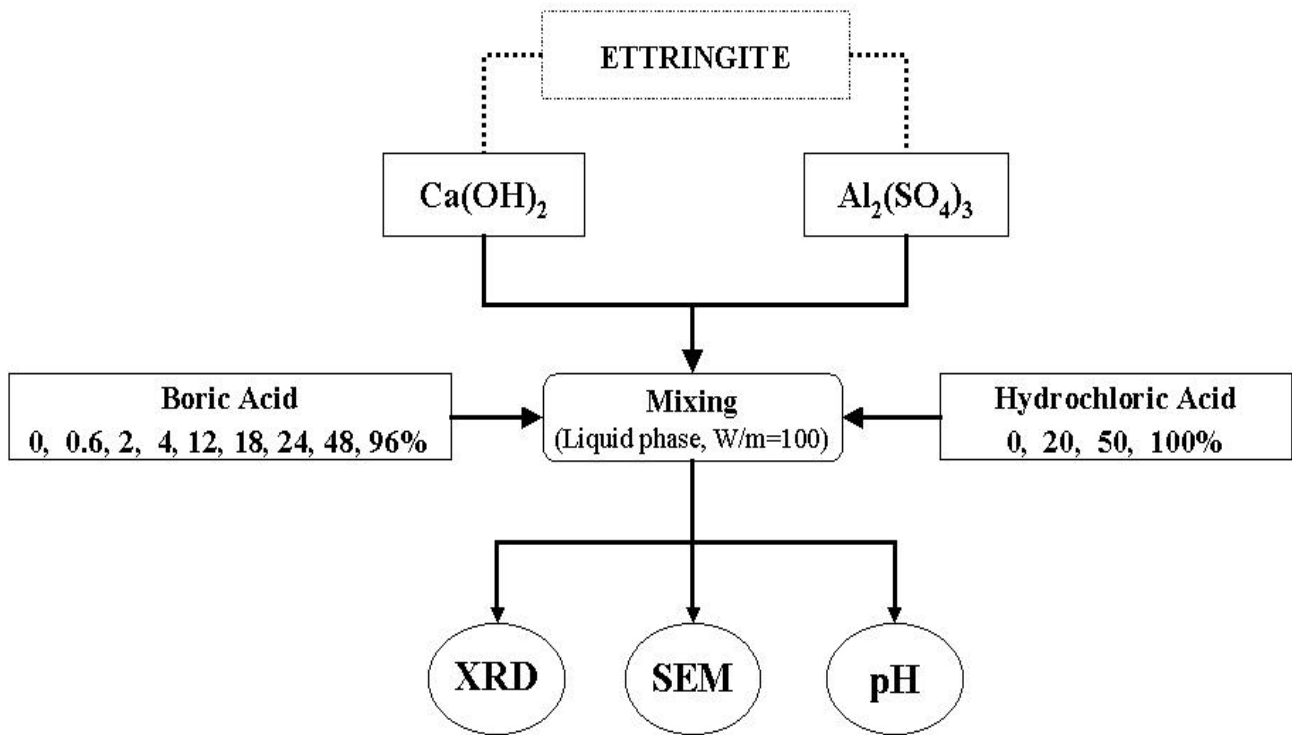 ETTRINGITE
Ca(OH)₂
Al₂(SO₄)₃
Boric Acid
0, 0.6, 2, 4, 12, 18, 24, 48, 96%
Mixing
(Liquid phase, W/m=100)
Hydrochloric Acid
0, 20, 50, 100%
XRD
SEM
pH